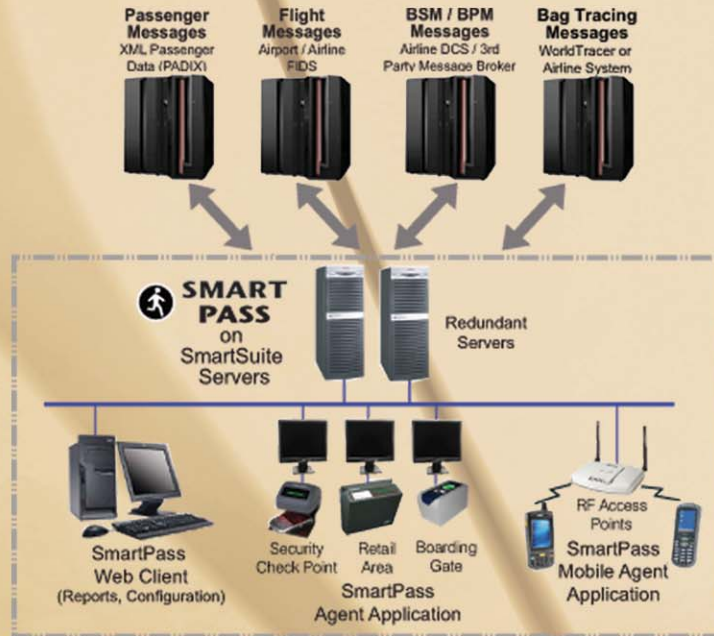 Passenger
Messages
XML Passenger
Data (PADIX)
Flight
Messages
Airport / Airline
FIDS
BSM / BPM
Messages
Airline DCS / 3rd
Party Message Broker
Bag Tracing
Messages
WorldTracer or
Airline System
SMART
PASS
on
SmartSuite
Servers
Redundant
Servers
SmartPass
Web Client
(Reports, Configuration)
Security
Check Point
Retail
Area
Boarding
Gate
SmartPass
Agent Application
RF Access
Points
SmartPass
Mobile Agent
Application